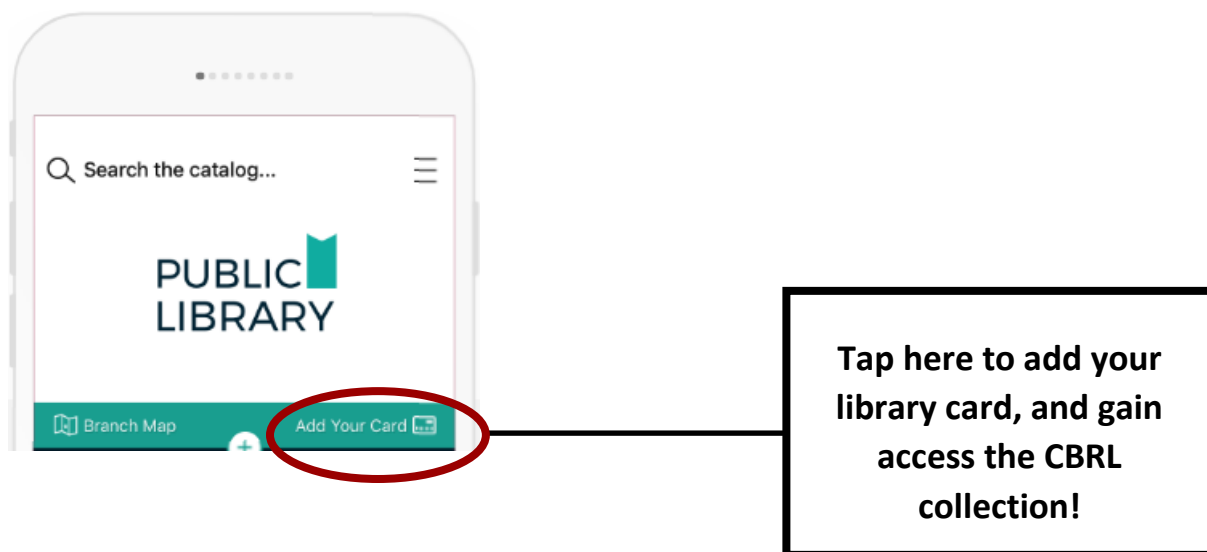 Search the catalog...
PUBLIC
LIBRARY
Branch Map
Add Your Card
Tap here to add your
library card, and gain
access the CBRL
collection!